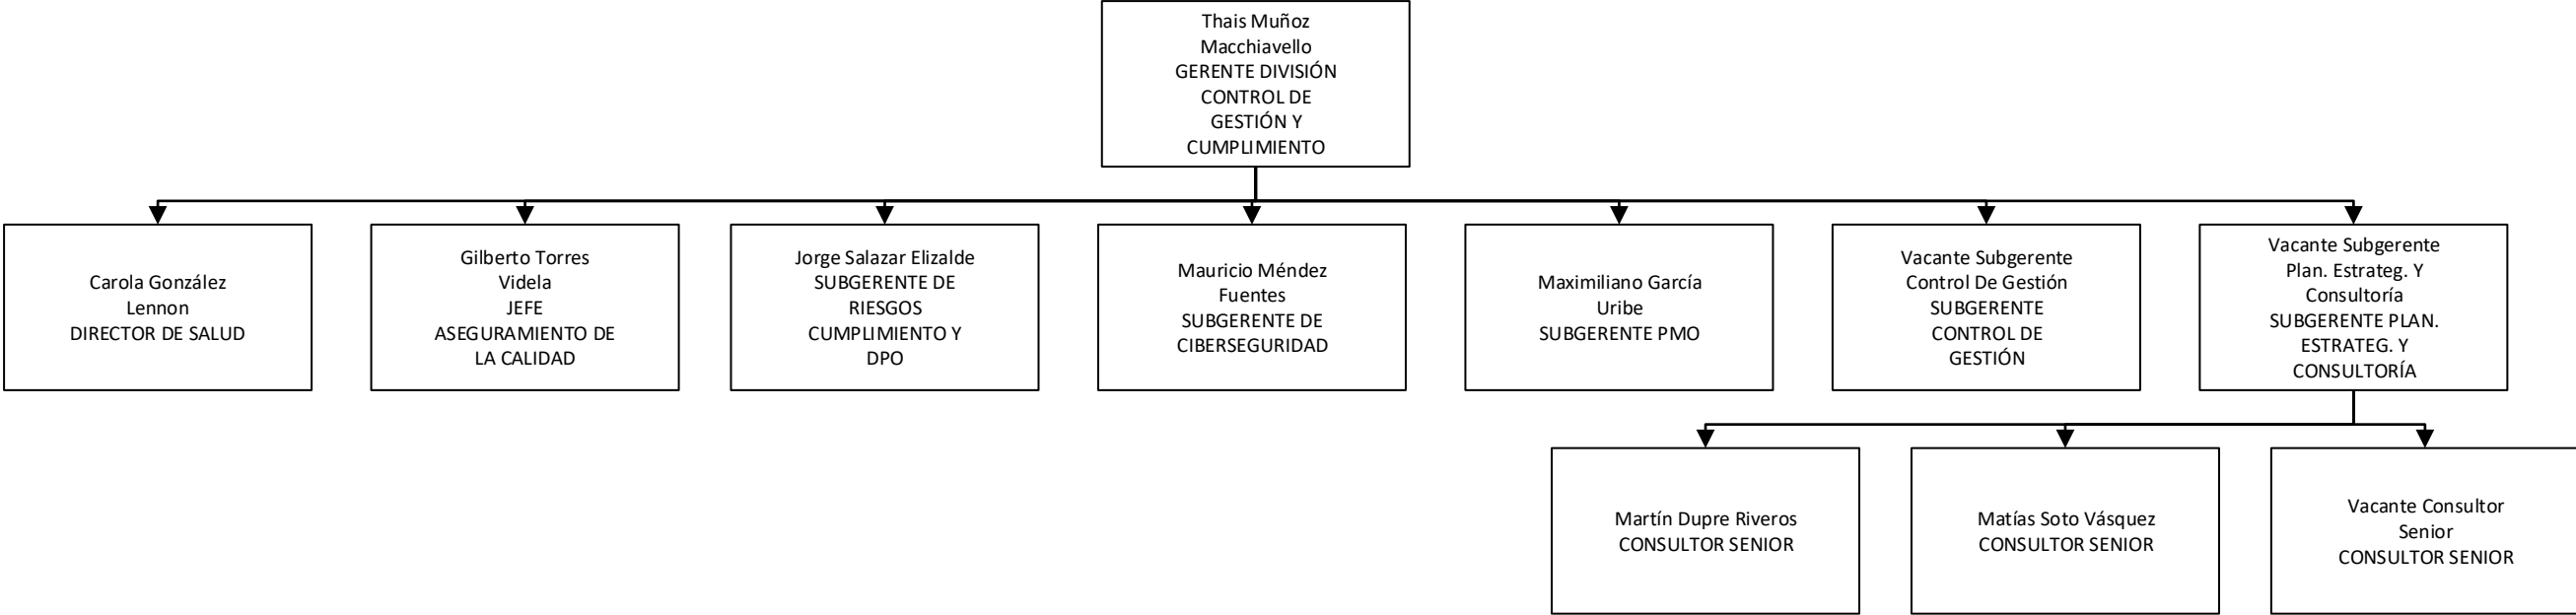 Thais Muñoz
Macchiavello
GERENTE DIVISIÓN
CONTROL DE
GESTIÓN Y
CUMPLIMIENTO
Carola González
Lennon
DIRECTOR DE SALUD
Gilberto Torres
Videla
JEFE
ASEGURAMIENTO DE
LA CALIDAD
Jorge Salazar Elizalde
SUBGERENTE DE
RIESGOS
CUMPLIMIENTO Y
DPO
Mauricio Méndez
Fuentes
SUBGERENTE DE
CIBERSEGURIDAD
Maximiliano García
Uribe
SUBGERENTE PMO
Vacante Subgerente
Control De Gestión
SUBGERENTE
CONTROL DE
GESTIÓN
Vacante Subgerente
Plan. Estrateg. Y
Consultoría
SUBGERENTE PLAN.
ESTRATEG. Y
CONSULTORÍA
Martín Dupre Riveros
CONSULTOR SENIOR
Matías Soto Vásquez
CONSULTOR SENIOR
Vacante Consultor
Senior
CONSULTOR SENIOR